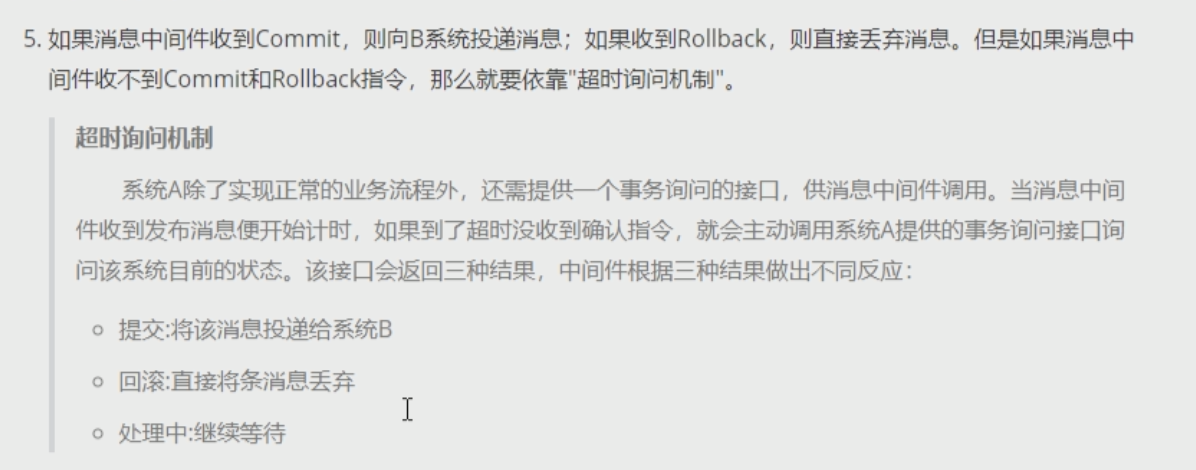 5. 如果消息中间件收到Commit，则向B系统投递消息；如果收到Rollback，则直接丢弃消息。但是如果消息中
间件收不到Commit和Rollback指令，那么就要依靠"超时询问机制"。
超时询问机制
系统A除了实现正常的业务流程外，还需提供一个事务询问的接口，供消息中间件调用。当消息中间
件收到发布消息便开始计时，如果到了超时没收到确认指令，就会主动调用系统A提供的事务询问接口询
问该系统目前的状态。该接口会返回三种结果，中间件根据三种结果做出不同反应：
提交:将该消息投递给系统B
回滚:直接将条消息丢弃
处理中:继续等待